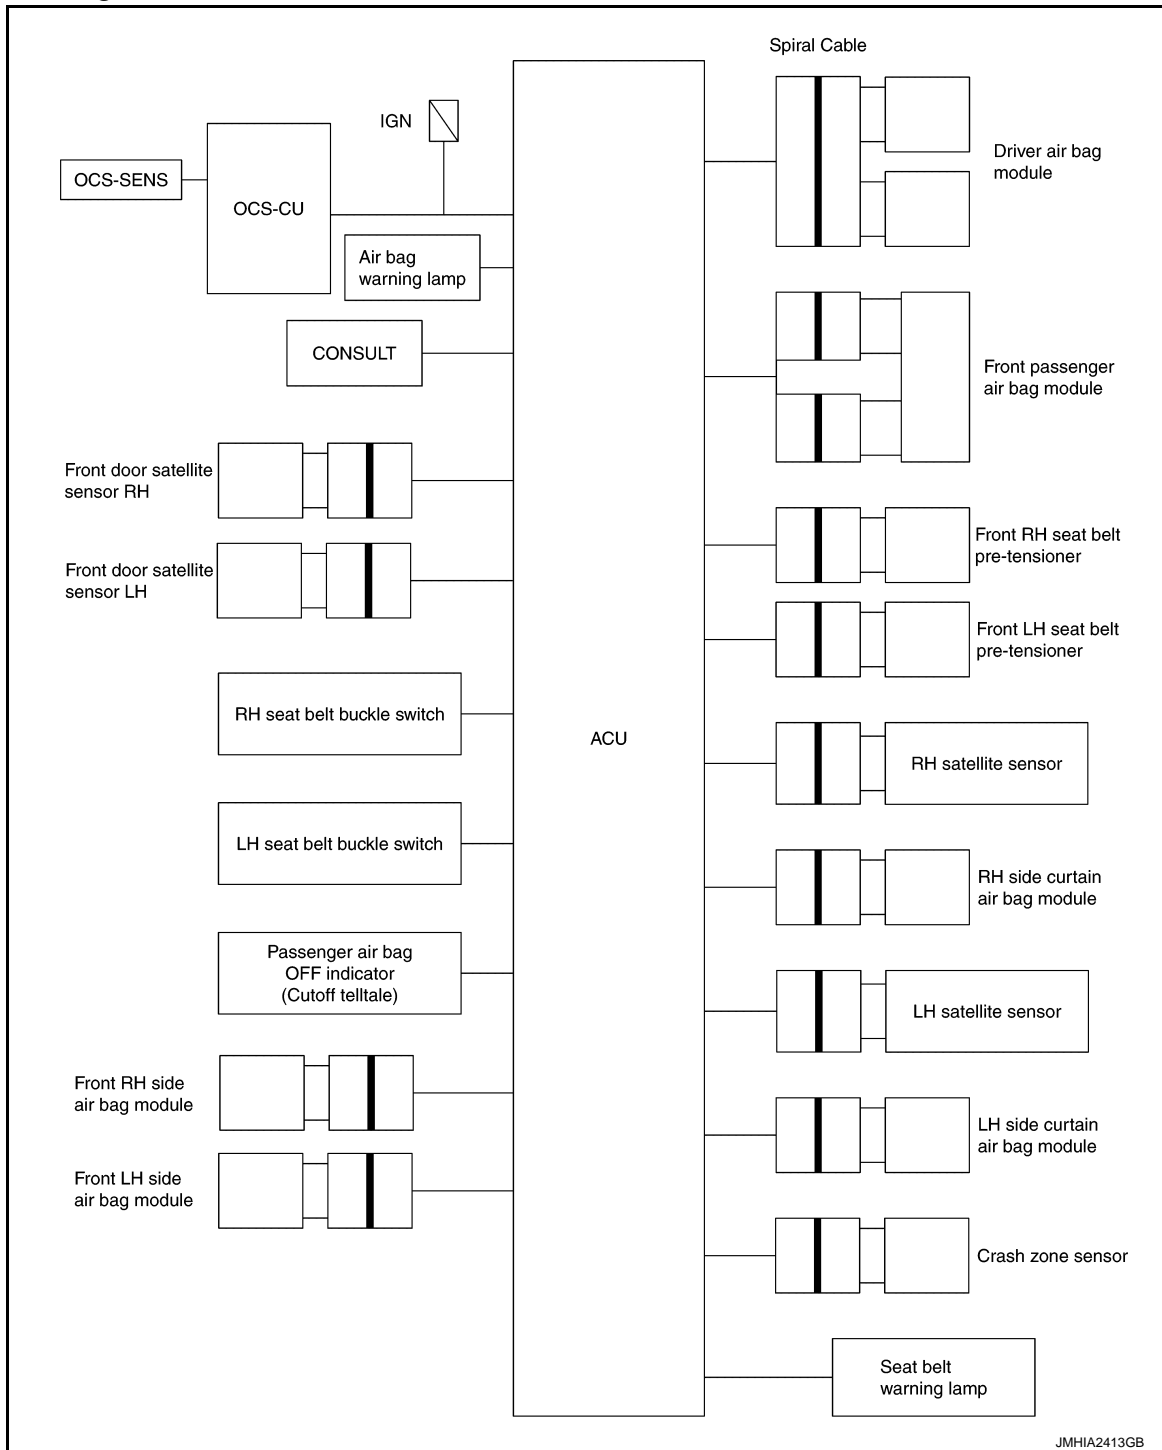 Spiral Cable
IGN
OCS-SENS
OCS-CU
Driver air bag
module
Air bag
warning lamp
CONSULT
Front passenger
air bag module
Front door satellite
sensor RH
Front RH seat belt
pre-tensioner
Front door satellite
sensor LH
Front LH seat belt
pre-tensioner
RH seat belt buckle switch
ACU
RH satellite sensor
LH seat belt buckle switch
RH side curtain
air bag module
Passenger air bag
OFF indicator
(Cutoff telltale)
LH satellite sensor
Front RH side
air bag module
LH side curtain
air bag module
Front LH side
air bag module
Crash zone sensor
Seat belt
warning lamp
JMHIA2413GB